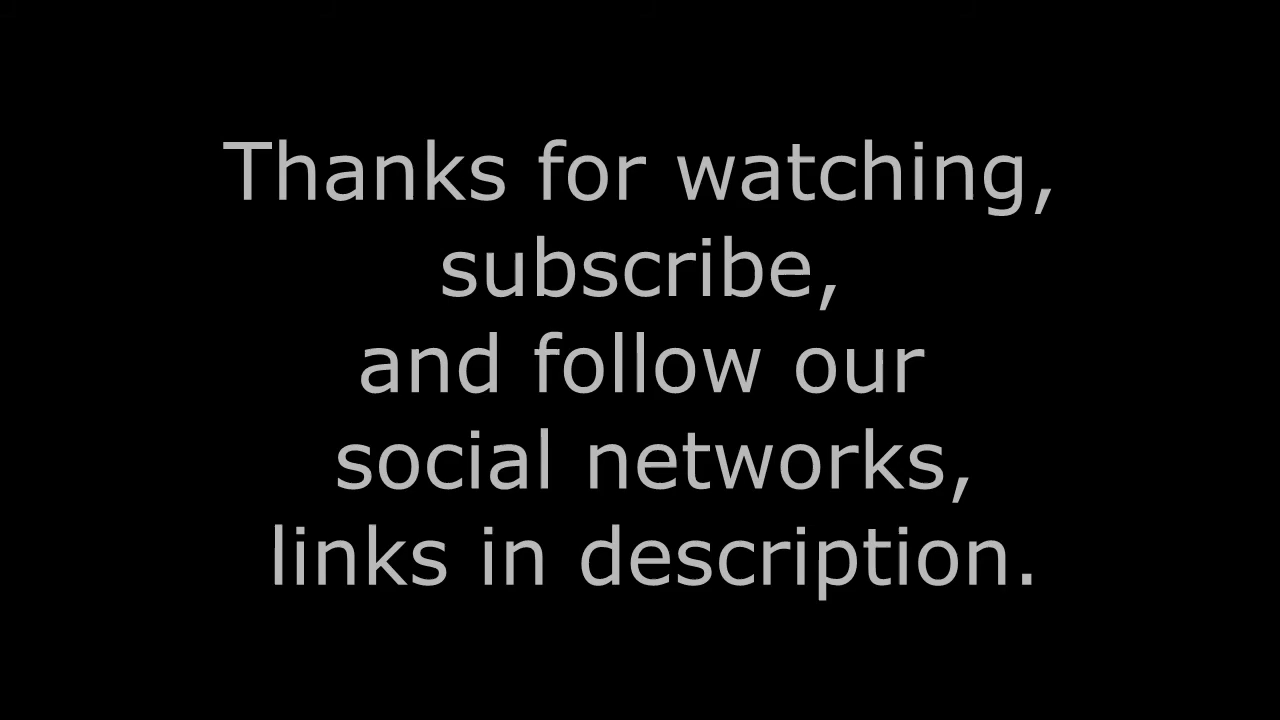 Thanks for watching,
subscribe,
and follow our
social networks,
links in description.